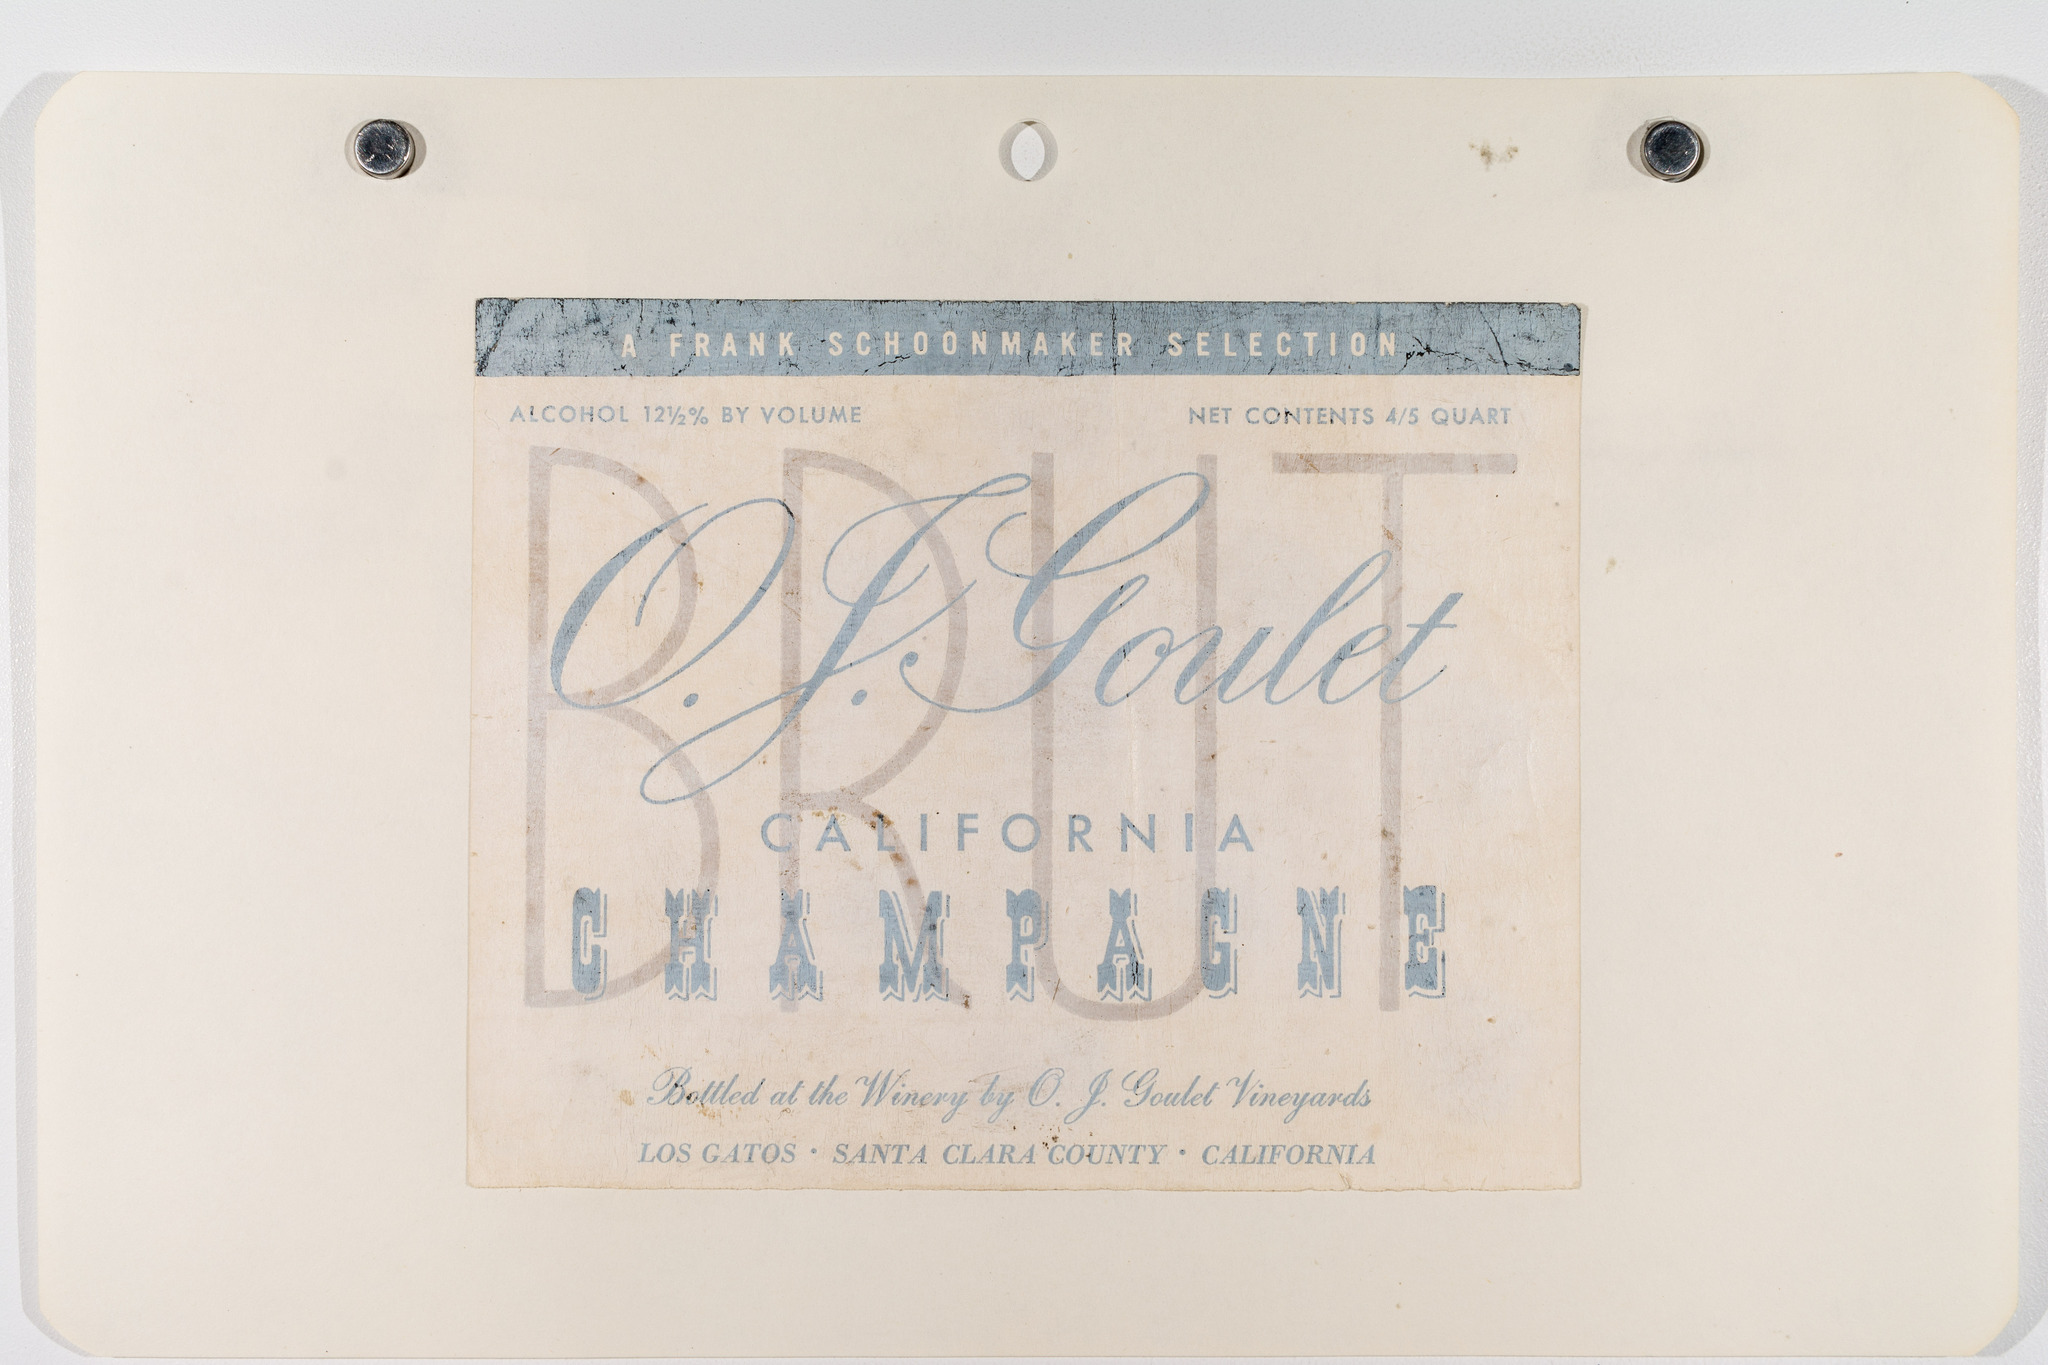 A FRANK SCHOONMAKER SELECTION
ALCOHOL 12½% BY VOLUME
NET CONTENTS 4/5 QUART
BRUT
O. J. Goulet
CALIFORNIA
CHAMPAGNE
Bottled at the Winery by O. J. Goulet Vineyards
LOS GATOS • SANTA CLARA COUNTY • CALIFORNIA